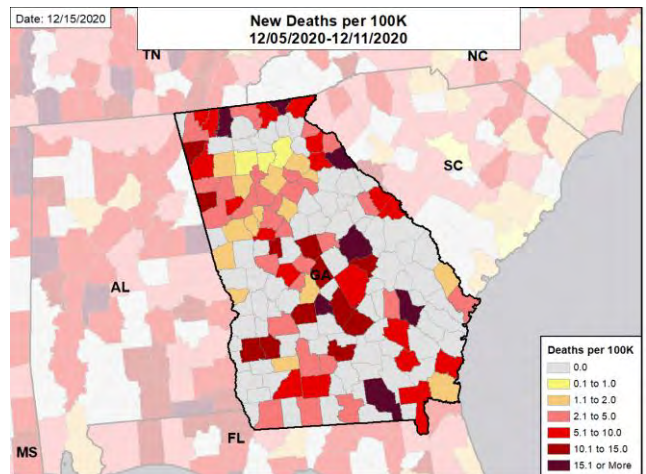 Date: 12/15/2020
New Deaths per 100K
12/05/2020-12/11/2020
TN
NC
SC
GA
AL
MS
FL
Deaths per 100K
0.0
0.1 to 1.0
1.1 to 2.0
2.1 to 5.0
5.1 to 10.0
10.1 to 15.0
15.1 or More